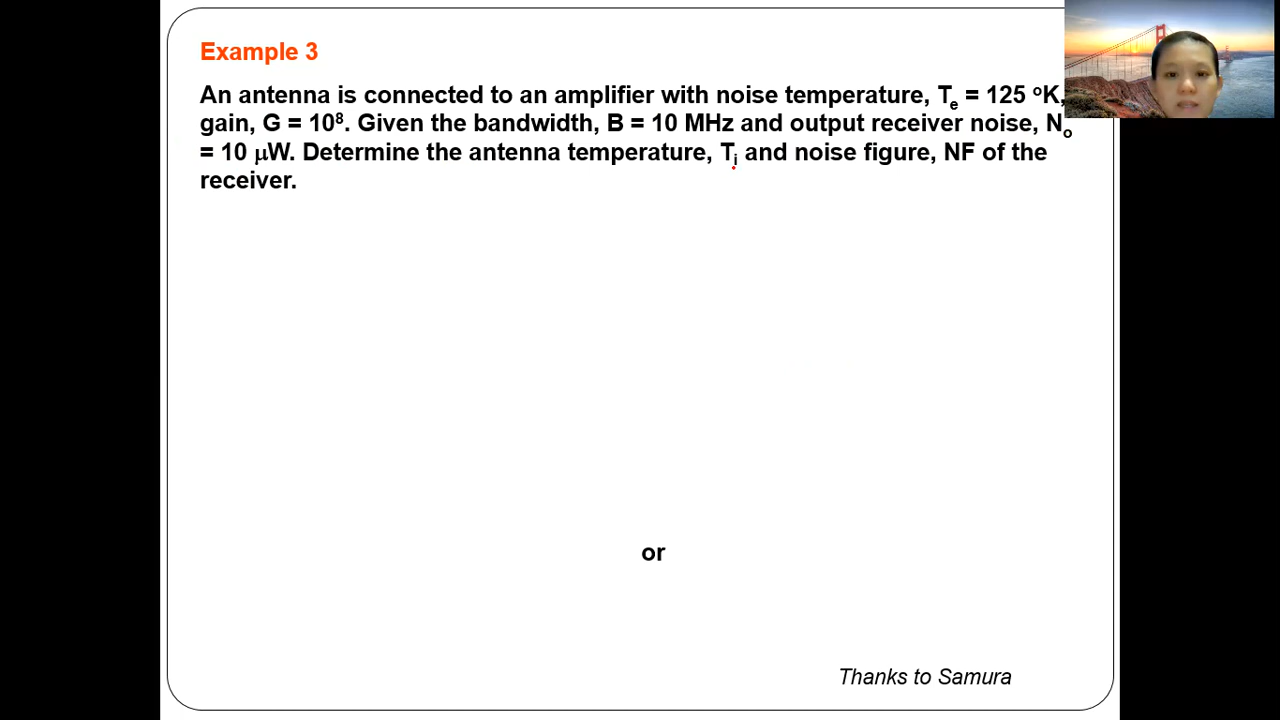 Example 3
An antenna is connected to an amplifier with noise temperature, Tₑ = 125 ᵒK,
gain, G = 10⁸. Given the bandwidth, B = 10 MHz and output receiver noise, Nₒ
= 10 μW. Determine the antenna temperature, Tᵢ and noise figure, NF of the
receiver.
or
Thanks to Samura